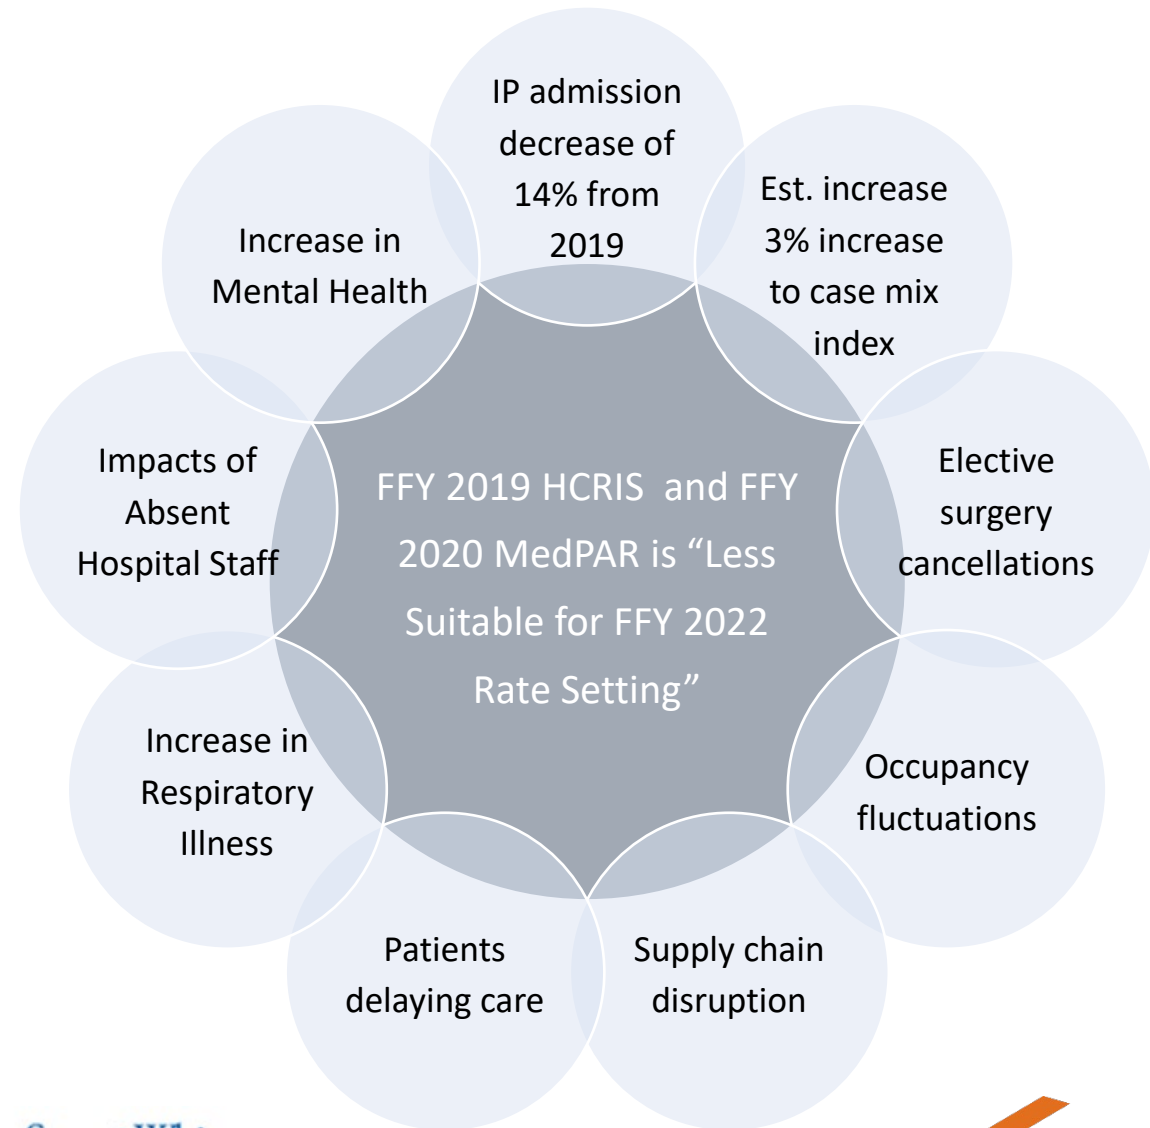 IP admission
decrease of
14% from
2019
Est. increase
3% increase
to case mix
index
Elective
surgery
cancellations
Occupancy
fluctuations
Supply chain
disruption
Patients
delaying care
Increase in
Respiratory
Illness
Impacts of
Absent
Hospital Staff
Increase in
Mental Health
FFY 2019 HCRIS  and FFY
2020 MedPAR is “Less
Suitable for FFY 2022
Rate Setting”